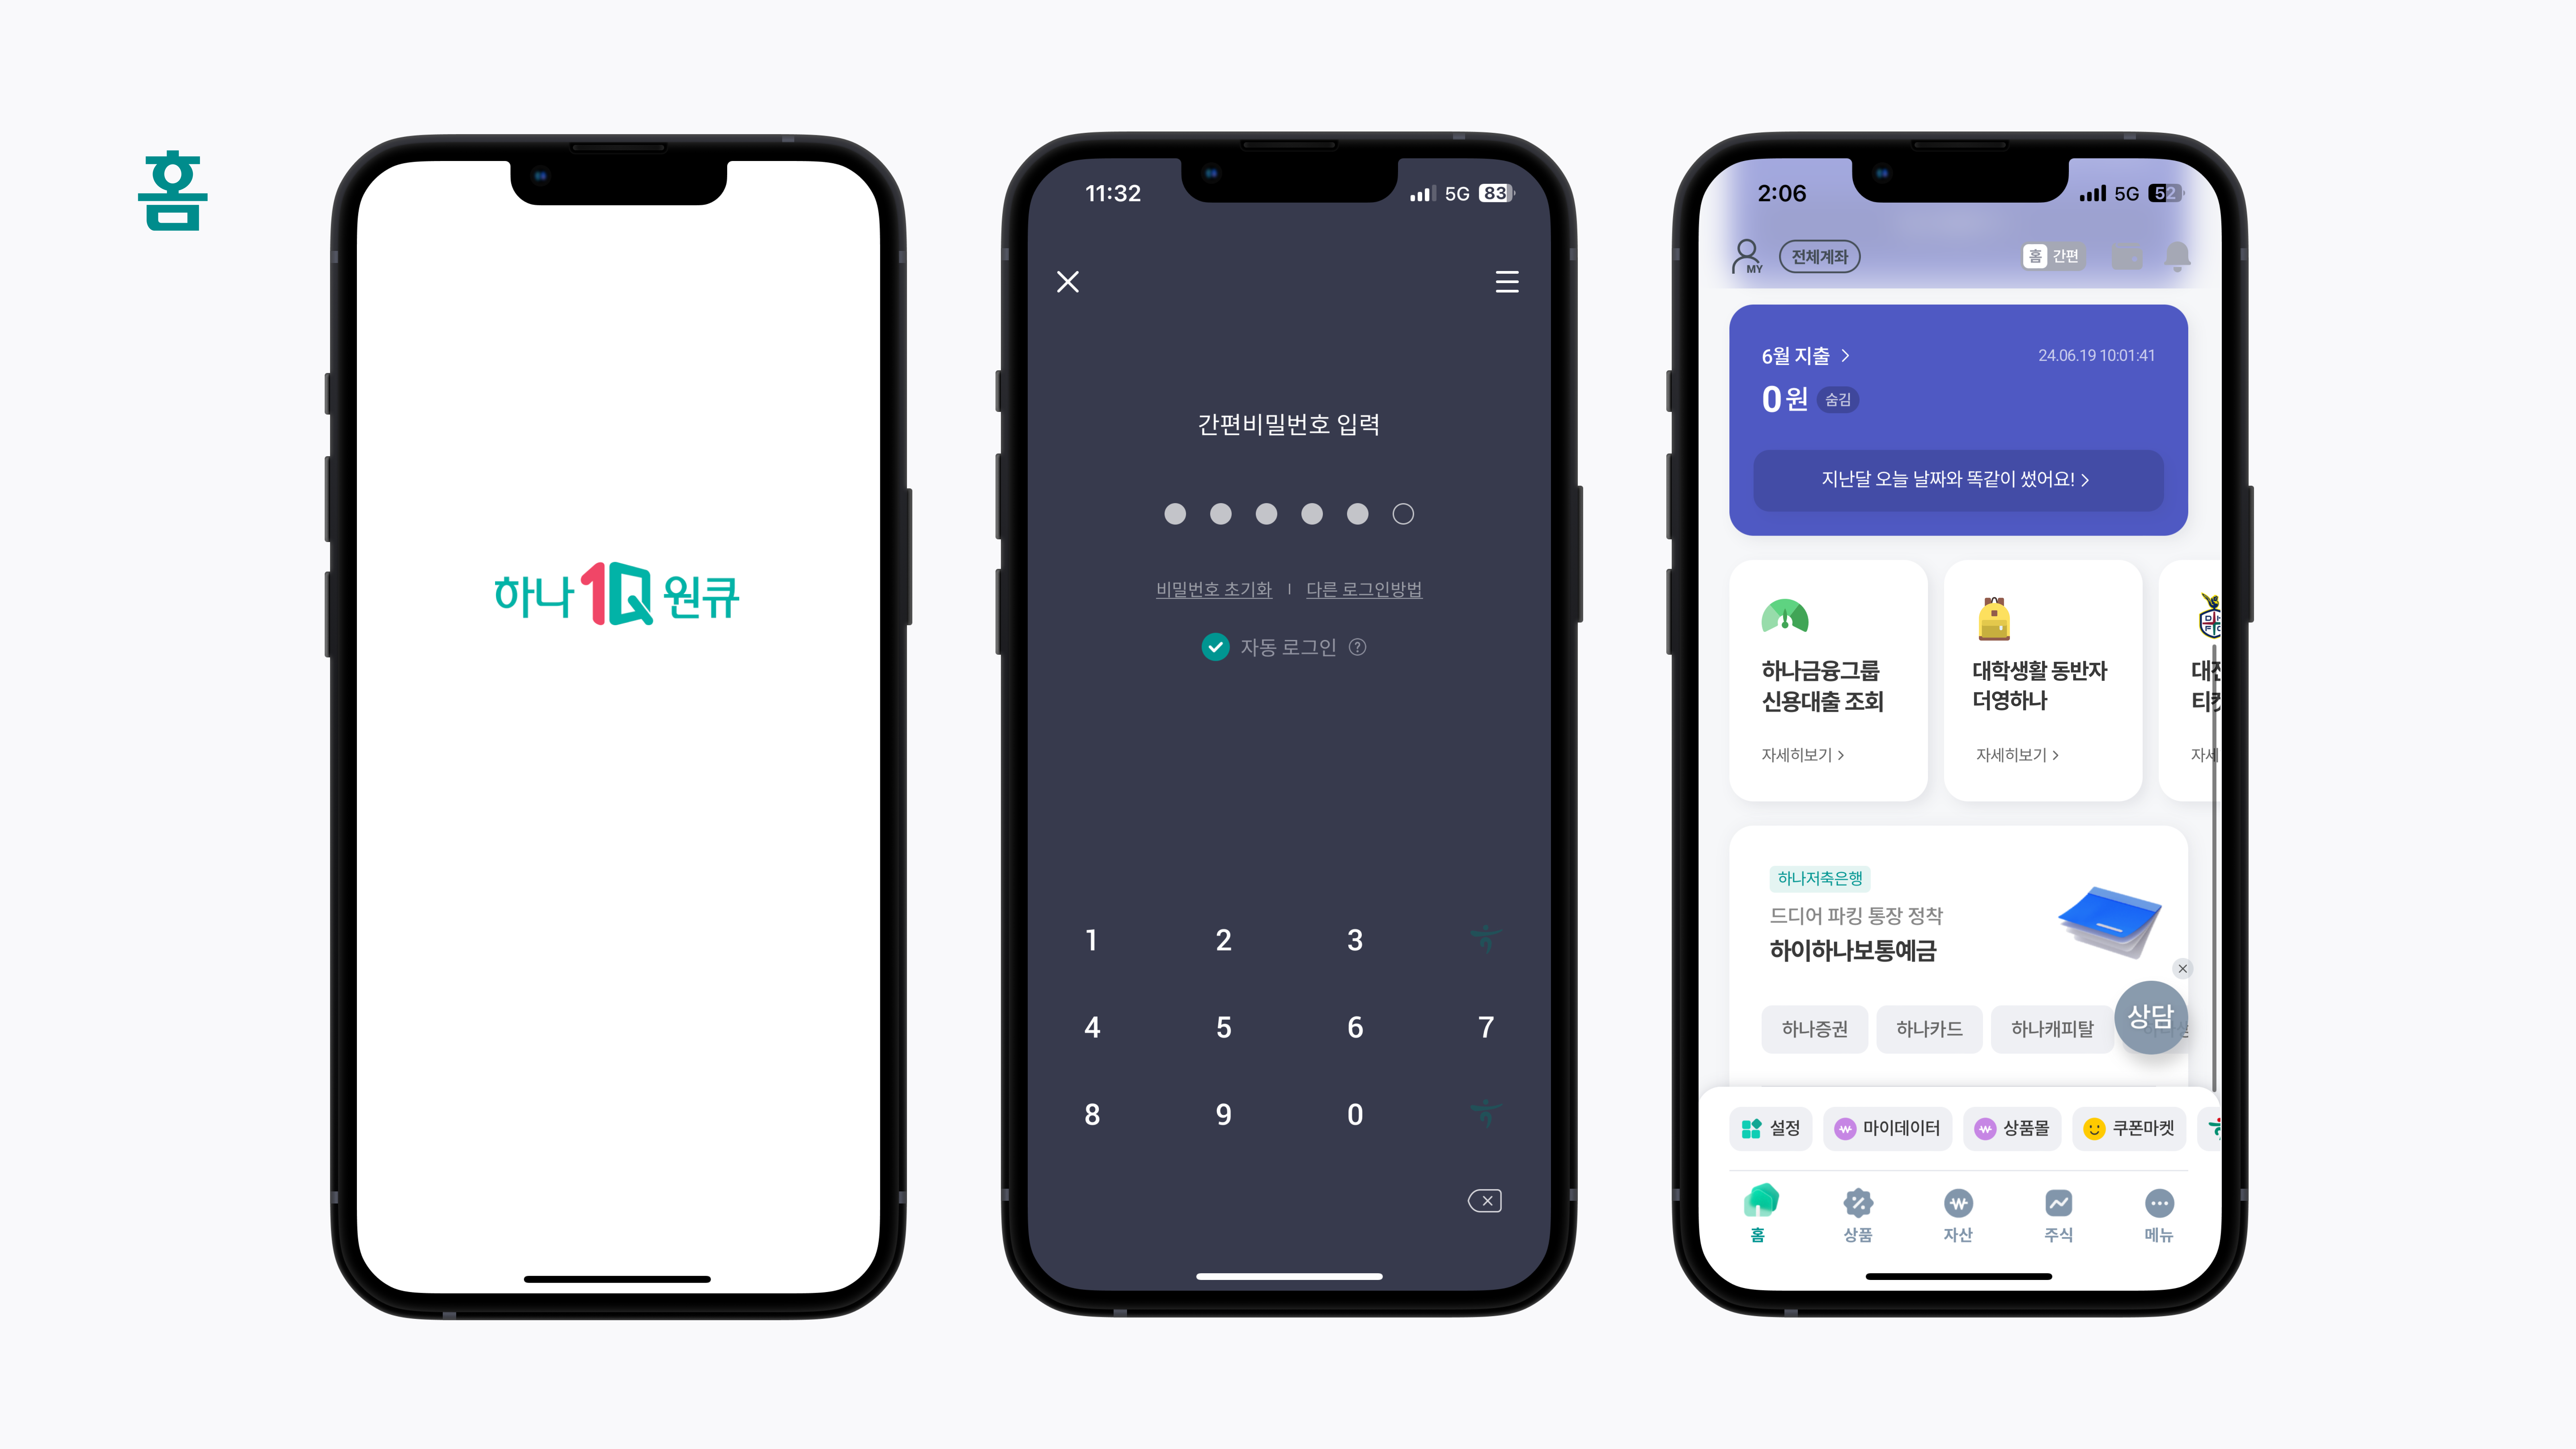 홈
하나 1Q 원큐
11:32
5G 83
간편비밀번호 입력
비밀번호 초기화 | 다른 로그인방법
자동 로그인 ?
1 2 3
4 5 6 7
8 9 0
2:06
5G 52
MY 전체계좌 홈 간편
6월 지출 > 24.06.19 10:01:41
0원 숨김
지난달 오늘 날짜와 똑같이 썼어요! >
하나금융그룹
신용대출 조회
자세히보기 >
대학생활 동반자
더영하나
자세히보기 >
티
자세
하나저축은행
드디어 파킹 통장 정착
하이하나보통예금
상담
하나증권 하나카드 하나캐피탈
설정 마이데이터 상품몰 쿠폰마켓
홈 상품 자산 주식 메뉴